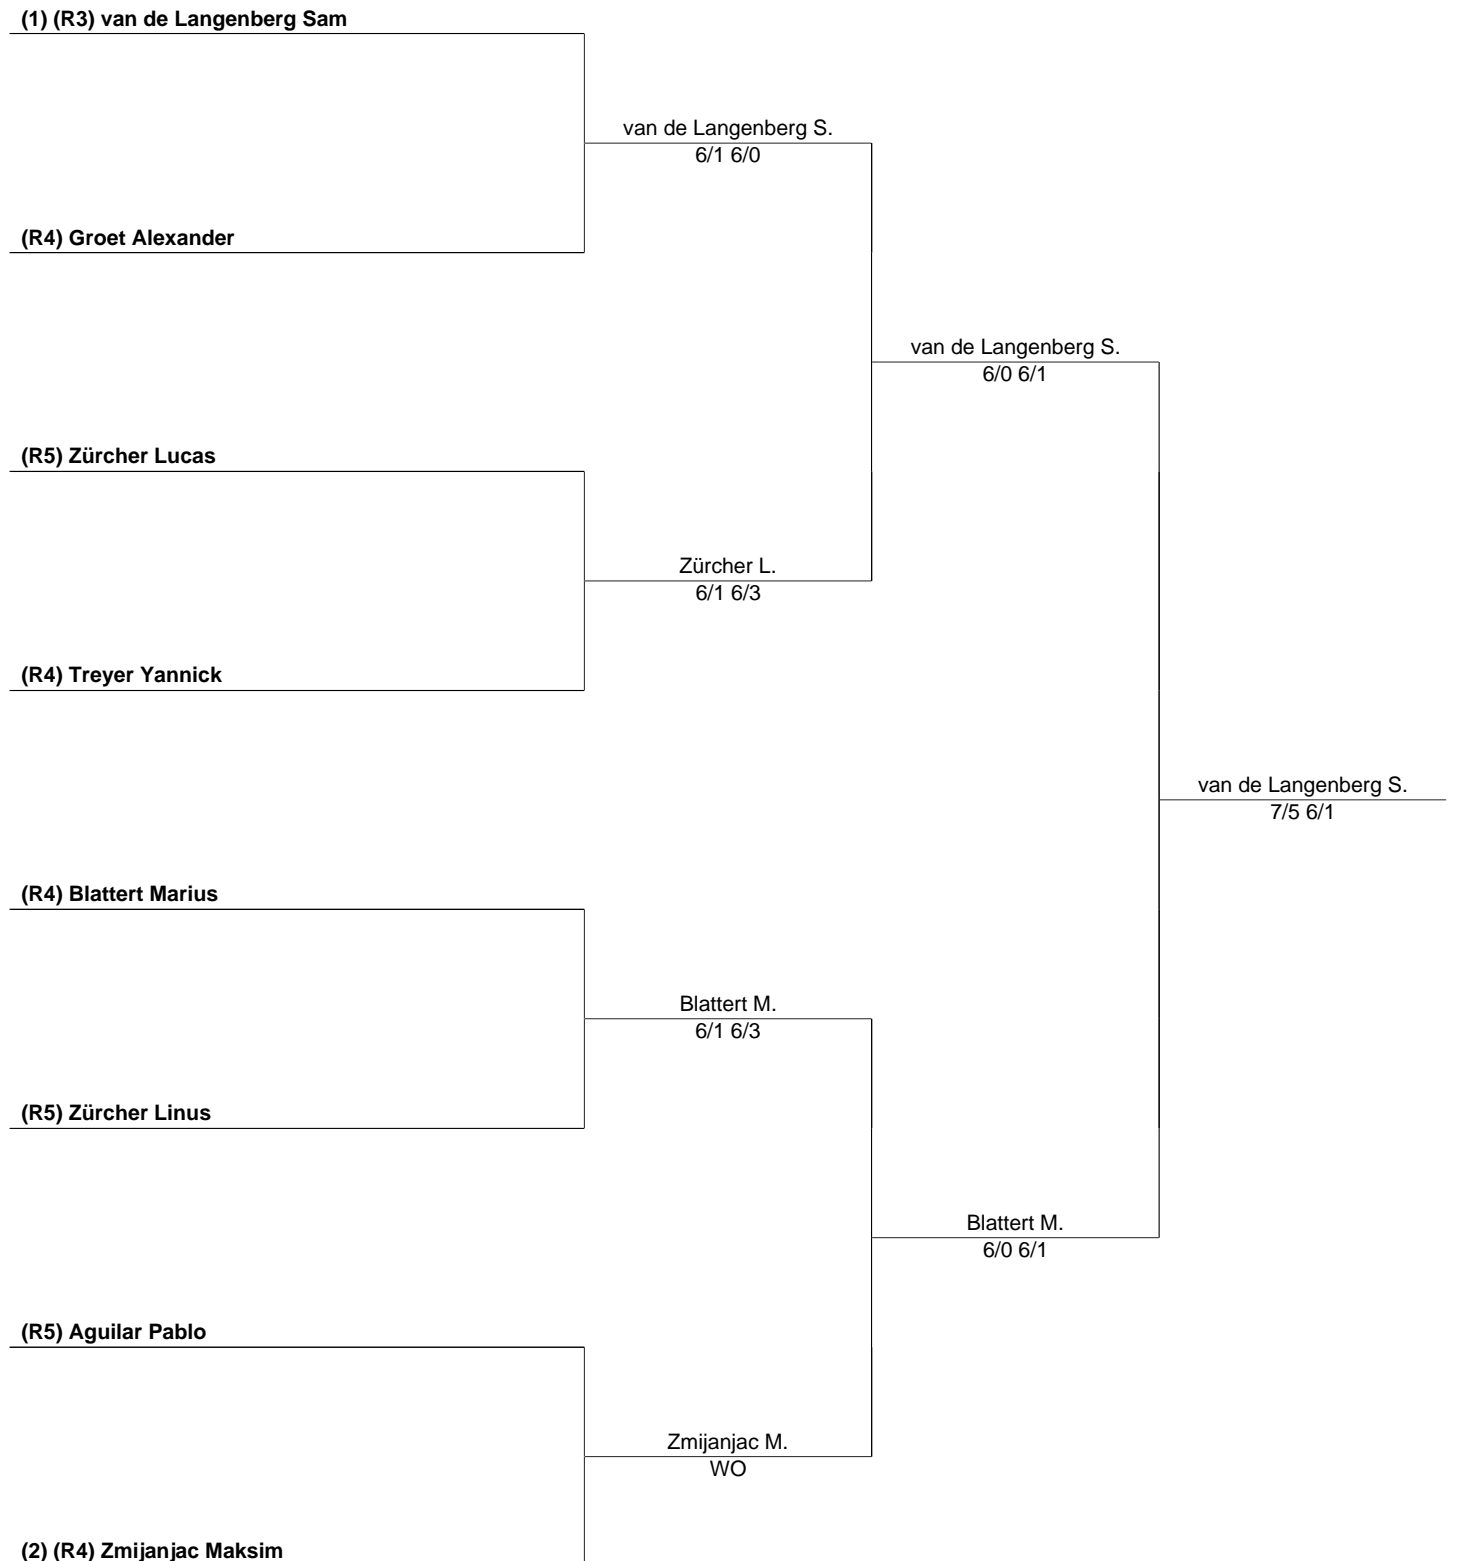 (1) (R3) van de Langenberg Sam
van de Langenberg S.
6/1 6/0
(R4) Groet Alexander
van de Langenberg S.
6/0 6/1
(R5) Zürcher Lucas
Zürcher L.
6/1 6/3
(R4) Treyer Yannick
van de Langenberg S.
7/5 6/1
(R4) Blattert Marius
Blattert M.
6/1 6/3
(R5) Zürcher Linus
Blattert M.
6/0 6/1
(R5) Aguilar Pablo
Zmijanjac M.
WO
(2) (R4) Zmijanjac Maksim